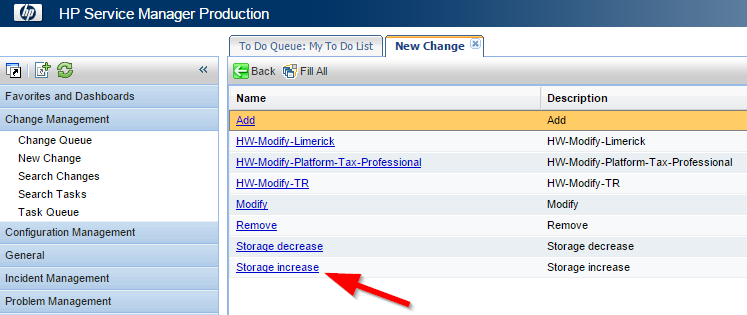 hp HP Service Manager Production
To Do Queue: My To Do List New Change
Back Fill All
Favorites and Dashboards
Change Management
Change Queue
New Change
Search Changes
Search Tasks
Task Queue
Configuration Management
General
Incident Management
Problem Management
Name Description
Add Add
HW-Modify-Limerick HW-Modify-Limerick
HW-Modify-Platform-Tax-Professional HW-Modify-Platform-Tax-Professional
HW-Modify-TR HW-Modify-TR
Modify Modify
Remove Remove
Storage decrease Storage decrease
Storage increase Storage increase